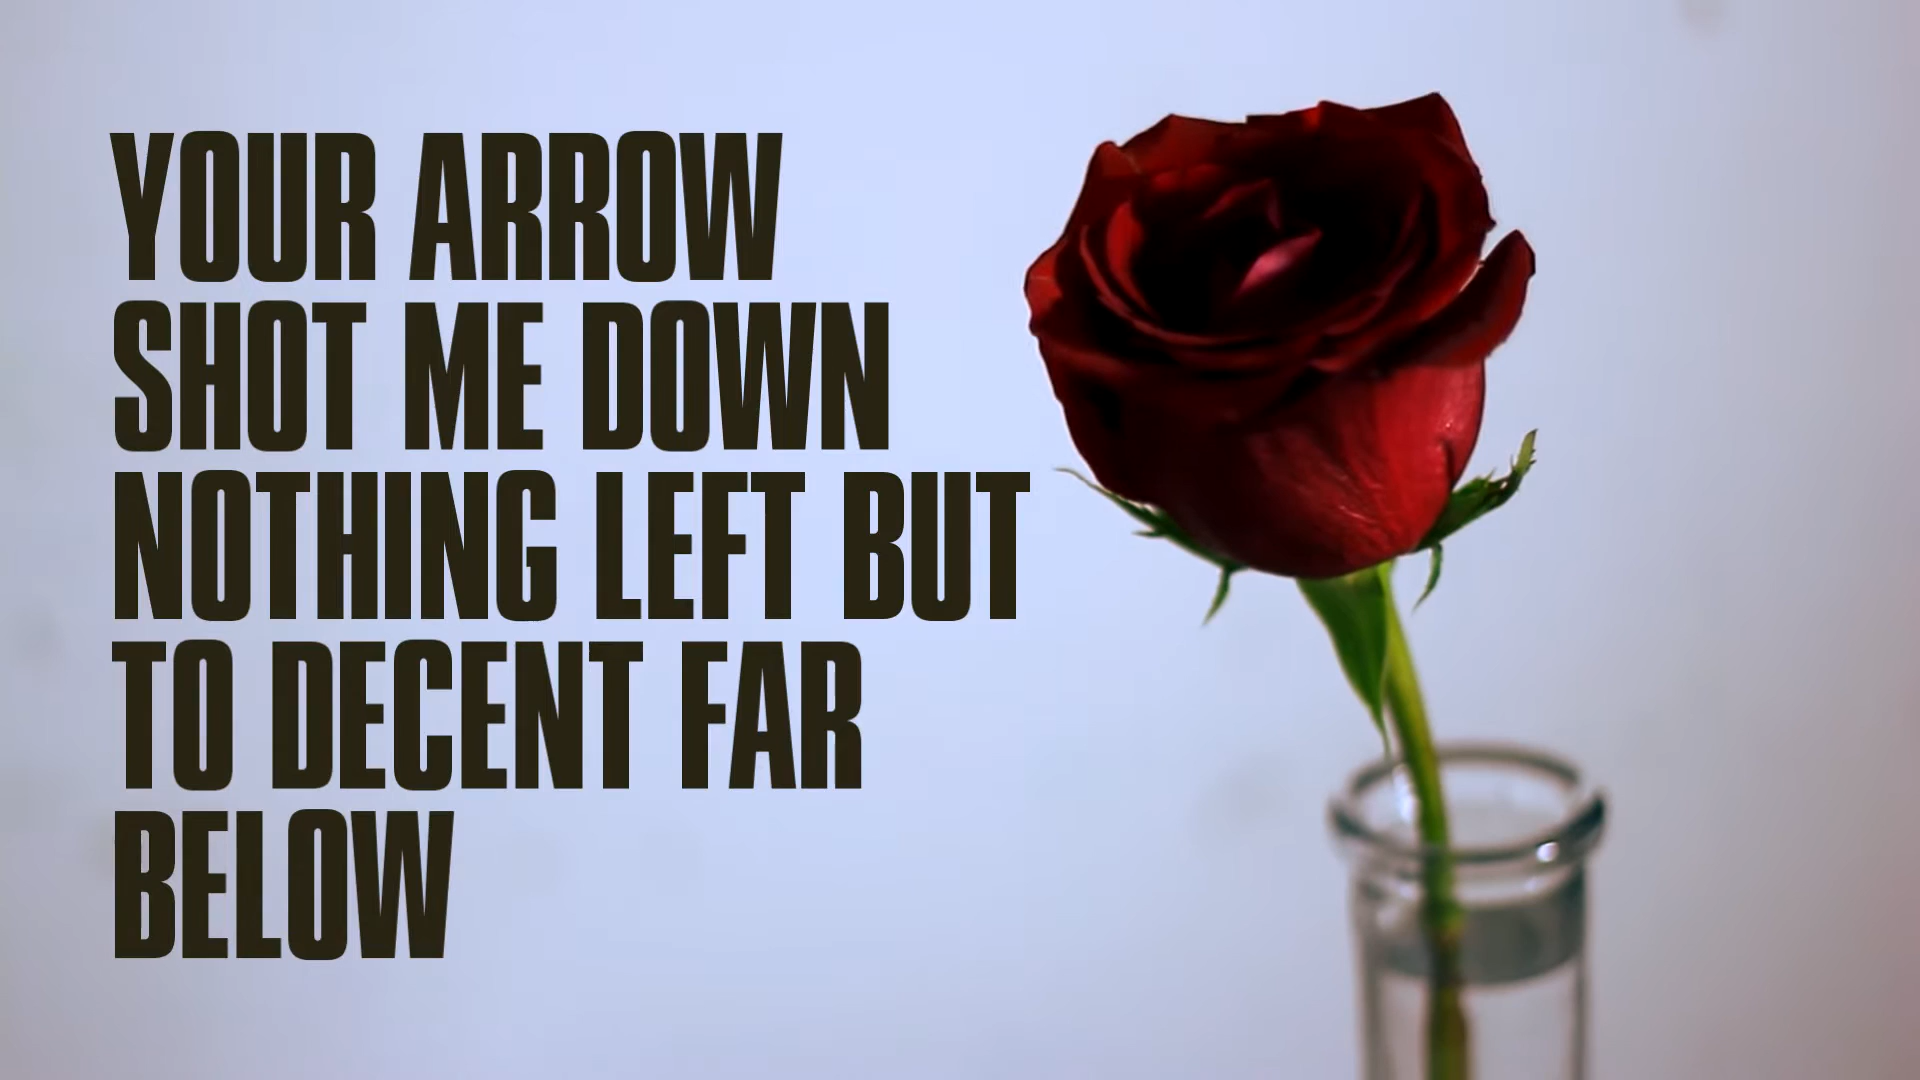 YOUR ARROW
SHOT ME DOWN
NOTHING LEFT BUT
TO DECENT FAR
BELOW